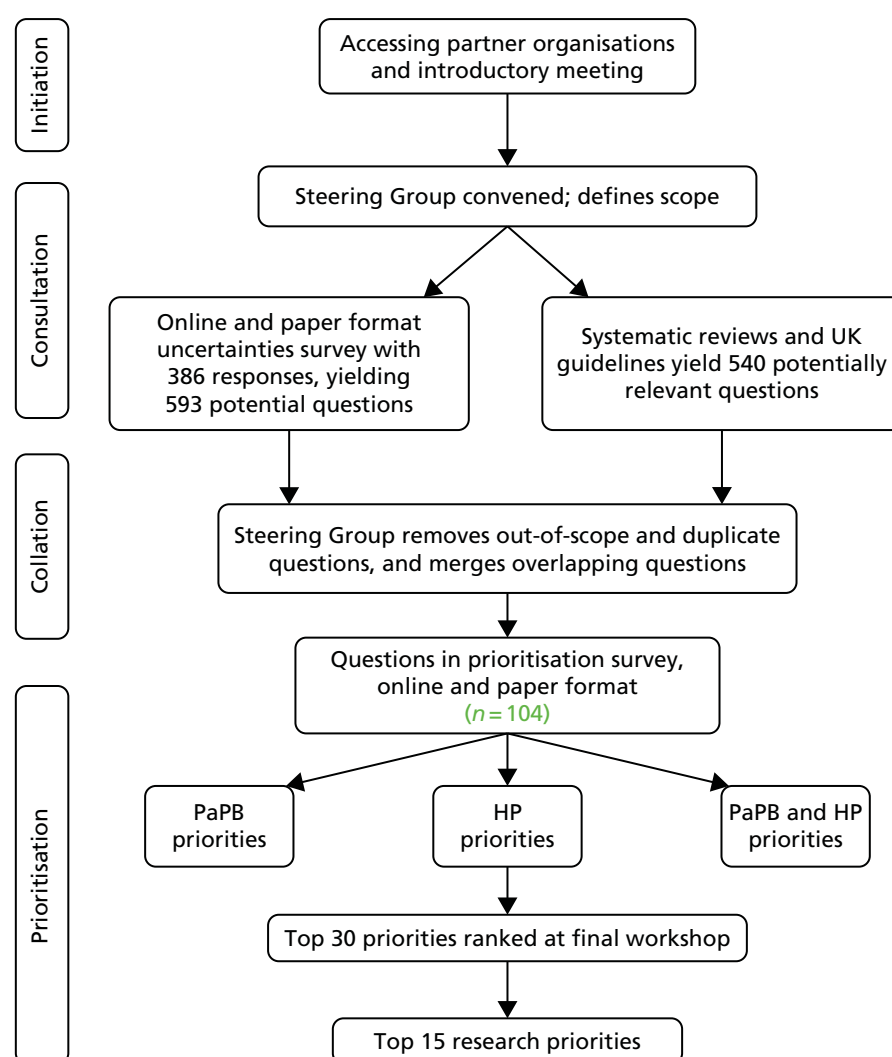 Initiation
Accessing partner organisations
and introductory meeting
Consultation
Steering Group convened; defines scope
Online and paper format
uncertainties survey with
386 responses, yielding
593 potential questions
Systematic reviews and UK
guidelines yield 540 potentially
relevant questions
Collation
Steering Group removes out-of-scope and duplicate
questions, and merges overlapping questions
Questions in prioritisation survey,
online and paper format
(n = 104)
Prioritisation
PaPB
priorities
HP
priorities
PaPB and HP
priorities
Top 30 priorities ranked at final workshop
Top 15 research priorities